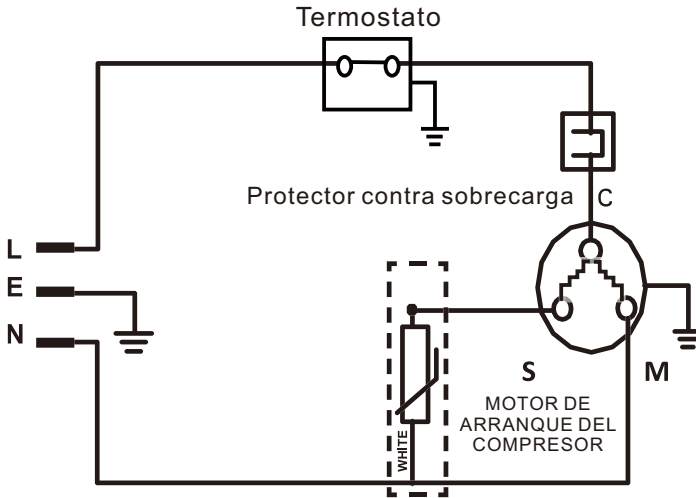 Termostato
Protector contra sobrecarga
C
L
E
N
S
M
MOTOR DE
ARRANQUE DEL
COMPRESOR
WHITE